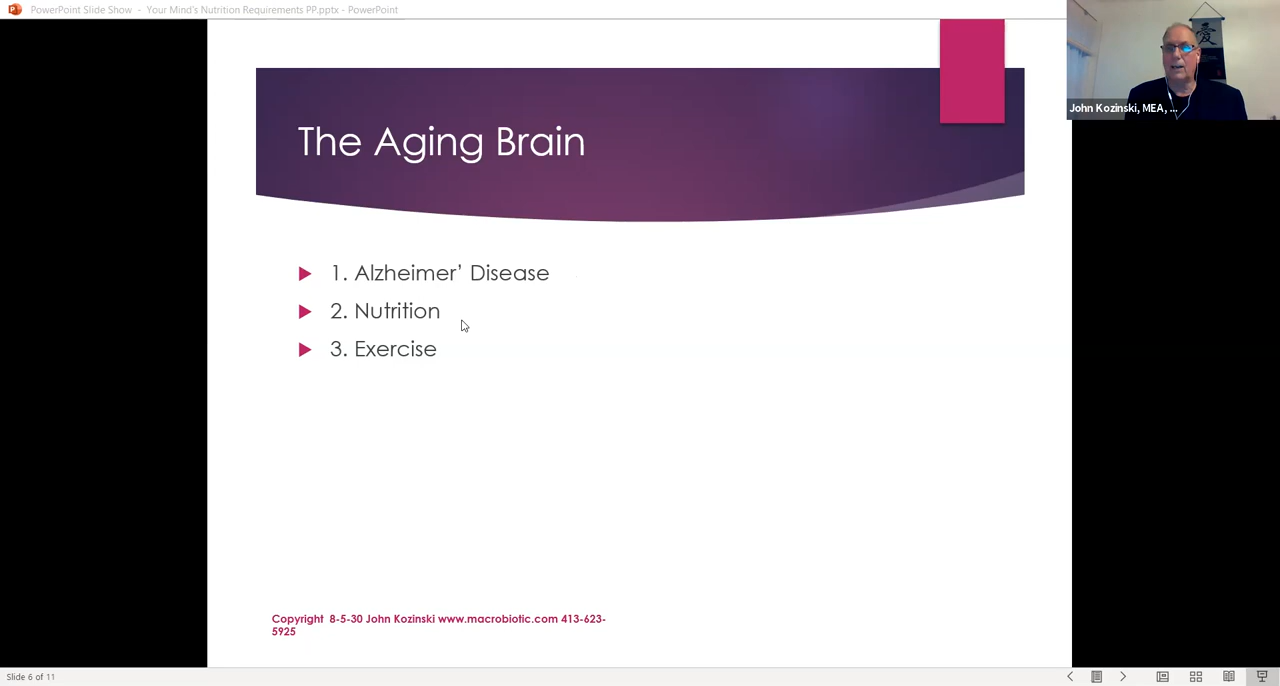 PowerPoint Slide Show - Your Mind's Nutrition Requirements PP.pptx - PowerPoint
John Kozinski, MEA, ...
愛
The Aging Brain
1. Alzheimer’ Disease
2. Nutrition
3. Exercise
Copyright 8-5-30 John Kozinski www.macrobiotic.com 413-623-
5925
Slide 6 of 11